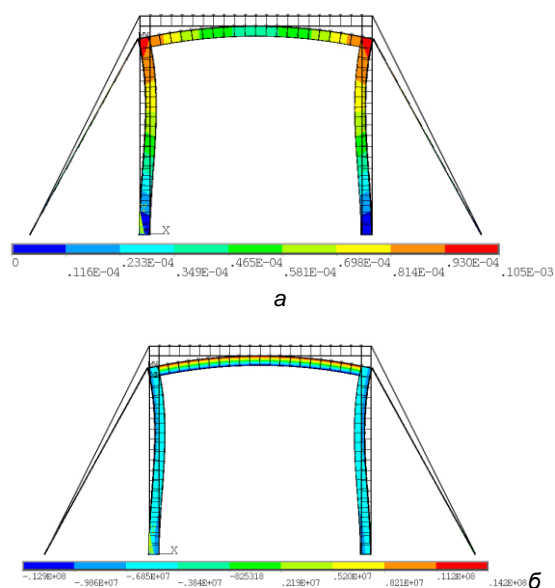 X
0 .233E-04 .465E-04 .698E-04 .930E-04
.116E-04 .349E-04 .581E-04 .814E-04 .105E-03
а
X
-.129E+08 -.685E+07 -825318 .520E+07 .112E+08
-.986E+07 -.384E+07 .219E+07 .821E+07 .142E+08
б